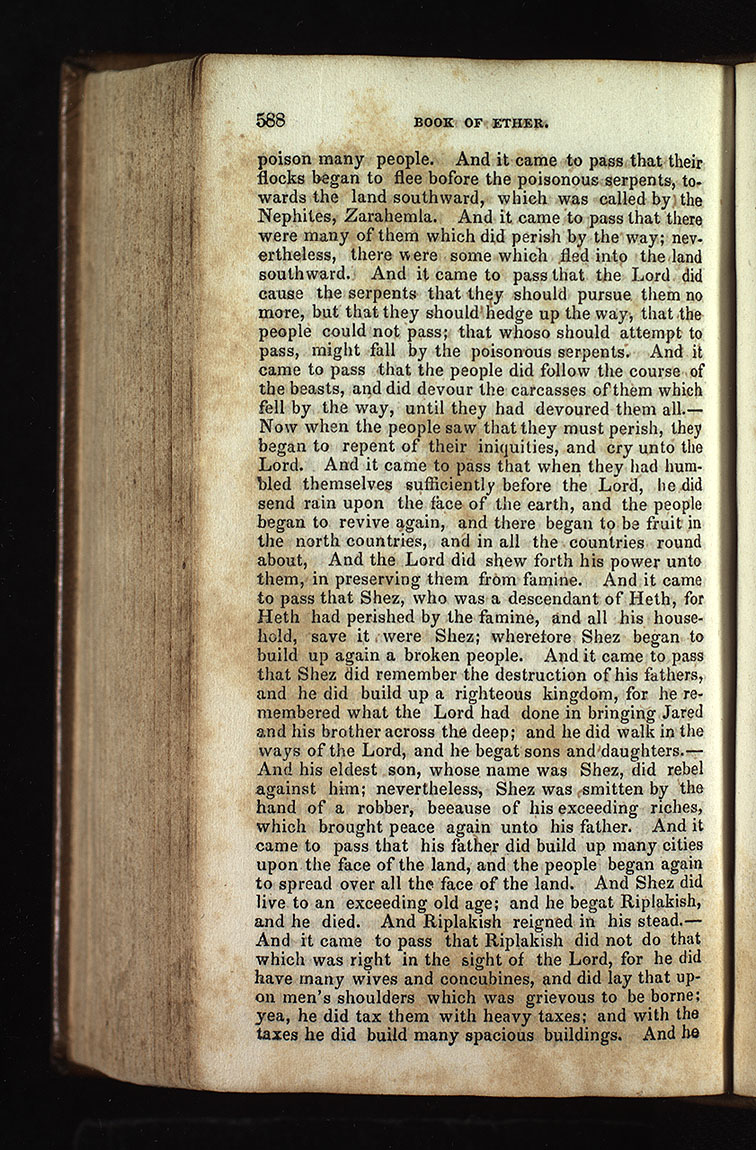 588
BOOK OF ETHER.
poison many people. And it came to pass that their
flocks began to flee bofore the poisonous serpents, to-
wards the land southward, which was called by the
Nephites, Zarahemla. And it came to pass that there
were many of them which did perish by the way; nev-
ertheless, there were some which fled into the land
southward. And it came to pass that the Lord did
cause the serpents that they should pursue them no
more, but that they should hedge up the way, that the
people could not pass; that whoso should attempt to
pass, might fall by the poisonous serpents. And it
came to pass that the people did follow the course of
the beasts, and did devour the carcasses of them which
fell by the way, until they had devoured them all.—
Now when the people saw that they must perish, they
began to repent of their iniquities, and cry unto the
Lord. And it came to pass that when they had hum-
bled themselves sufficiently before the Lord, he did
send rain upon the face of the earth, and the people
began to revive again, and there began to be fruit in
the north countries, and in all the countries round
about, And the Lord did shew forth his power unto
them, in preserving them from famine. And it came
to pass that Shez, who was a descendant of Heth, for
Heth had perished by the famine, and all his house-
hold, save it were Shez; wherefore Shez began to
build up again a broken people. And it came to pass
that Shez did remember the destruction of his fathers,
and he did build up a righteous kingdom, for he re-
membered what the Lord had done in bringing Jared
and his brother across the deep; and he did walk in the
ways of the Lord, and he begat sons and daughters.—
And his eldest son, whose name was Shez, did rebel
against him; nevertheless, Shez was smitten by the
hand of a robber, beeause of his exceeding riches,
which brought peace again unto his father. And it
came to pass that his father did build up many cities
upon the face of the land, and the people began again
to spread over all the face of the land. And Shez did
live to an exceeding old age; and he begat Riplakish,
and he died. And Riplakish reigned in his stead.—
And it came to pass that Riplakish did not do that
which was right in the sight of the Lord, for he did
have many wives and concubines, and did lay that up-
on men's shoulders which was grievous to be borne;
yea, he did tax them with heavy taxes; and with the
taxes he did build many spacious buildings. And he